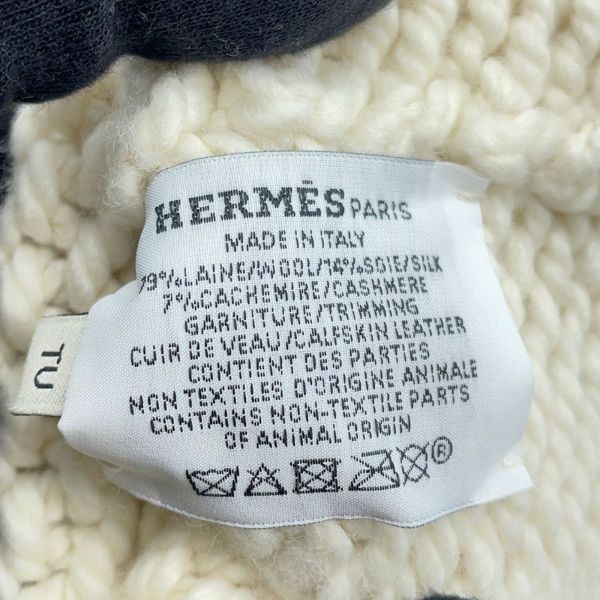 HERMÈS PARIS
MADE IN ITALY
79%LAINE/WOOL/14%SOIE/SILK
7%CACHEMIRE/CASHMERE
GARNITURE/TRIMMING
CUIR DE VEAU/CALFSKIN LEATHER
CONTIENT DES PARTIES
NON TEXTILES D'ORIGINE ANIMALE
CONTAINS NON-TEXTILE PARTS
OF ANIMAL ORIGIN
®
TU